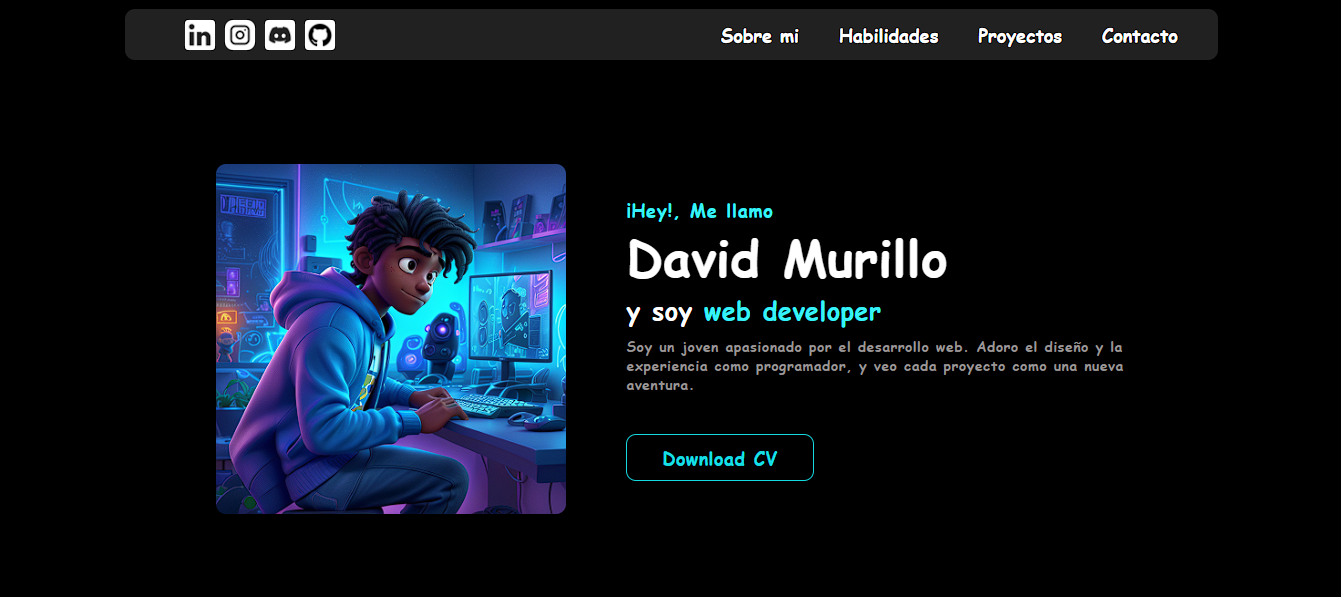 in
Sobre mi
Habilidades
Proyectos
Contacto
¡Hey!, Me llamo
David Murillo
y soy web developer
Soy un joven apasionado por el desarrollo web. Adoro el diseño y la
experiencia como programador, y veo cada proyecto como una nueva
aventura.
Download CV